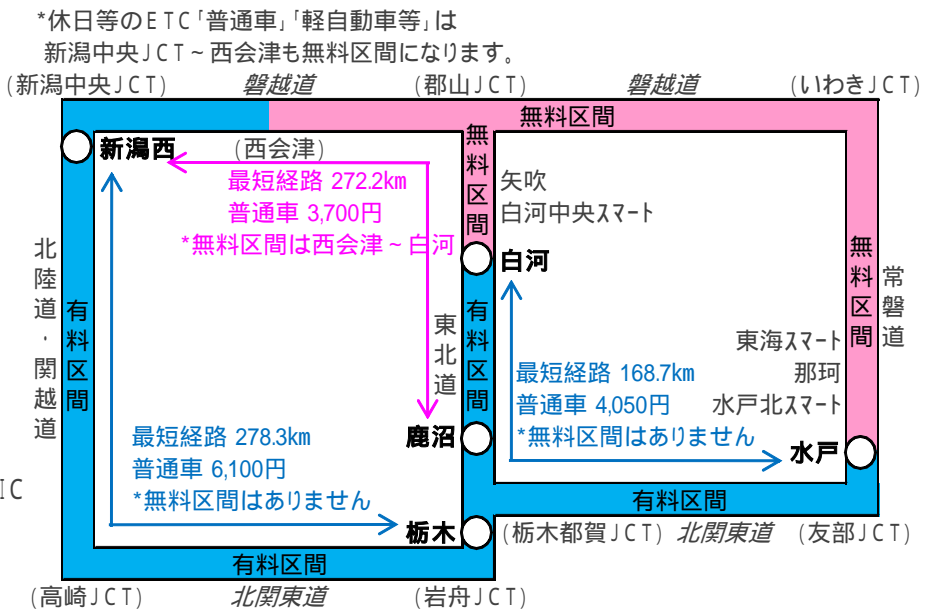 *休日等のETC｢普通車｣｢軽自動車等｣は
新潟中央JCT~西会津も無料区間になります。
(新潟中央JCT)
磐越道
(郡山JCT)
磐越道
(いわきJCT)
無料区間
新潟西
(西会津)
無料区間
最短経路 272.2km
普通車 3,700円
*無料区間は西会津~白河
矢吹
白河中央ｽﾏｰﾄ
白河
北陸道・関越道
有料区間
東北道
有料区間
無料区間
常磐道
東海ｽﾏｰﾄ
那珂
水戸北ｽﾏｰﾄ
最短経路 168.7km
普通車 4,050円
*無料区間はありません
水戸
鹿沼
最短経路 278.3km
普通車 6,100円
*無料区間はありません
IC
有料区間
栃木
(栃木都賀JCT)
北関東道
(友部JCT)
有料区間
(高崎JCT)
北関東道
(岩舟JCT)